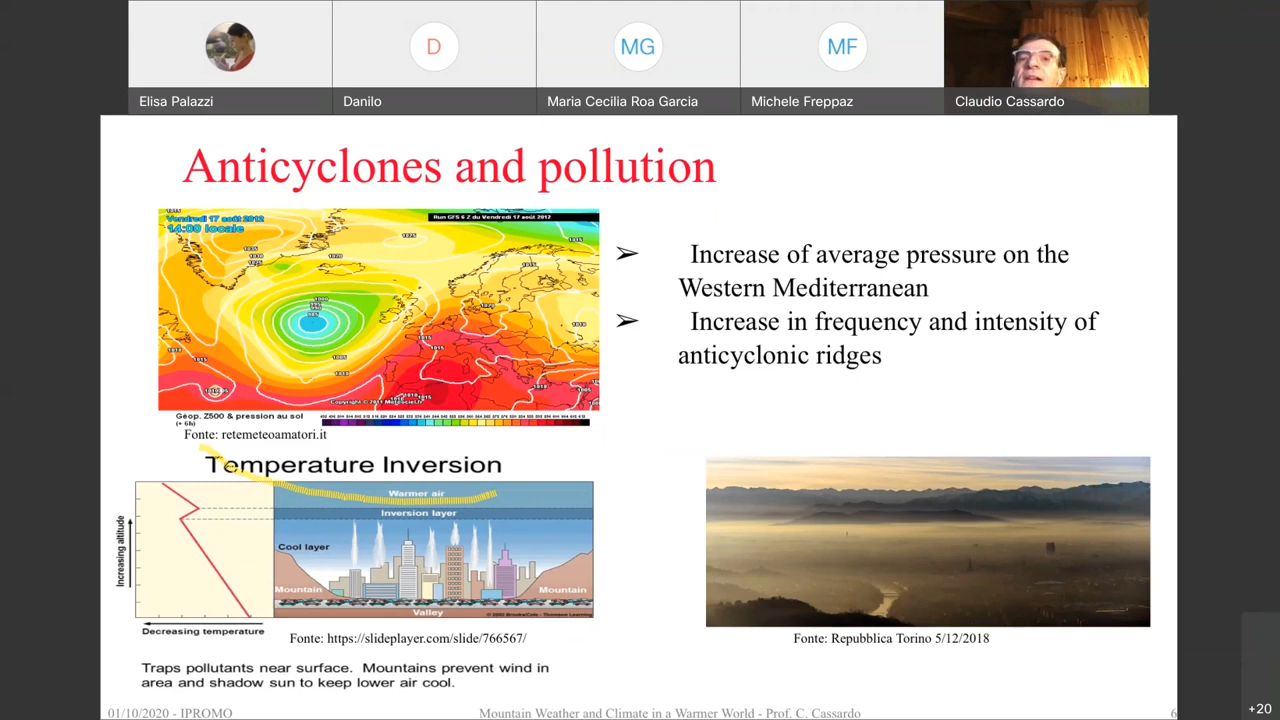 D
MG
MF
Elisa Palazzi
Danilo
Maria Cecilia Roa Garcia
Michele Freppaz
Claudio Cassardo
Anticyclones and pollution
Vendredi 17 août 2012
14:00 locale
Run GFS 6 Z du Vendredi 17 août 2012
Géop. Z500 & pression au sol
(+ 6h)
Fonte: retemeteoamatori.it
➢ Increase of average pressure on the
Western Mediterranean
➢ Increase in frequency and intensity of
anticyclonic ridges
Temperature Inversion
Warmer air
Inversion layer
Cool layer
Increasing altitude
Mountain
Mountain
Valley
Decreasing temperature
Fonte: https://slideplayer.com/slide/766567/
Fonte: Repubblica Torino 5/12/2018
Traps pollutants near surface. Mountains prevent wind in
area and shadow sun to keep lower air cool.
01/10/2020 - IPROMO
Mountain Weather and Climate in a Warmer World - Prof. C. Cassardo
6
+20